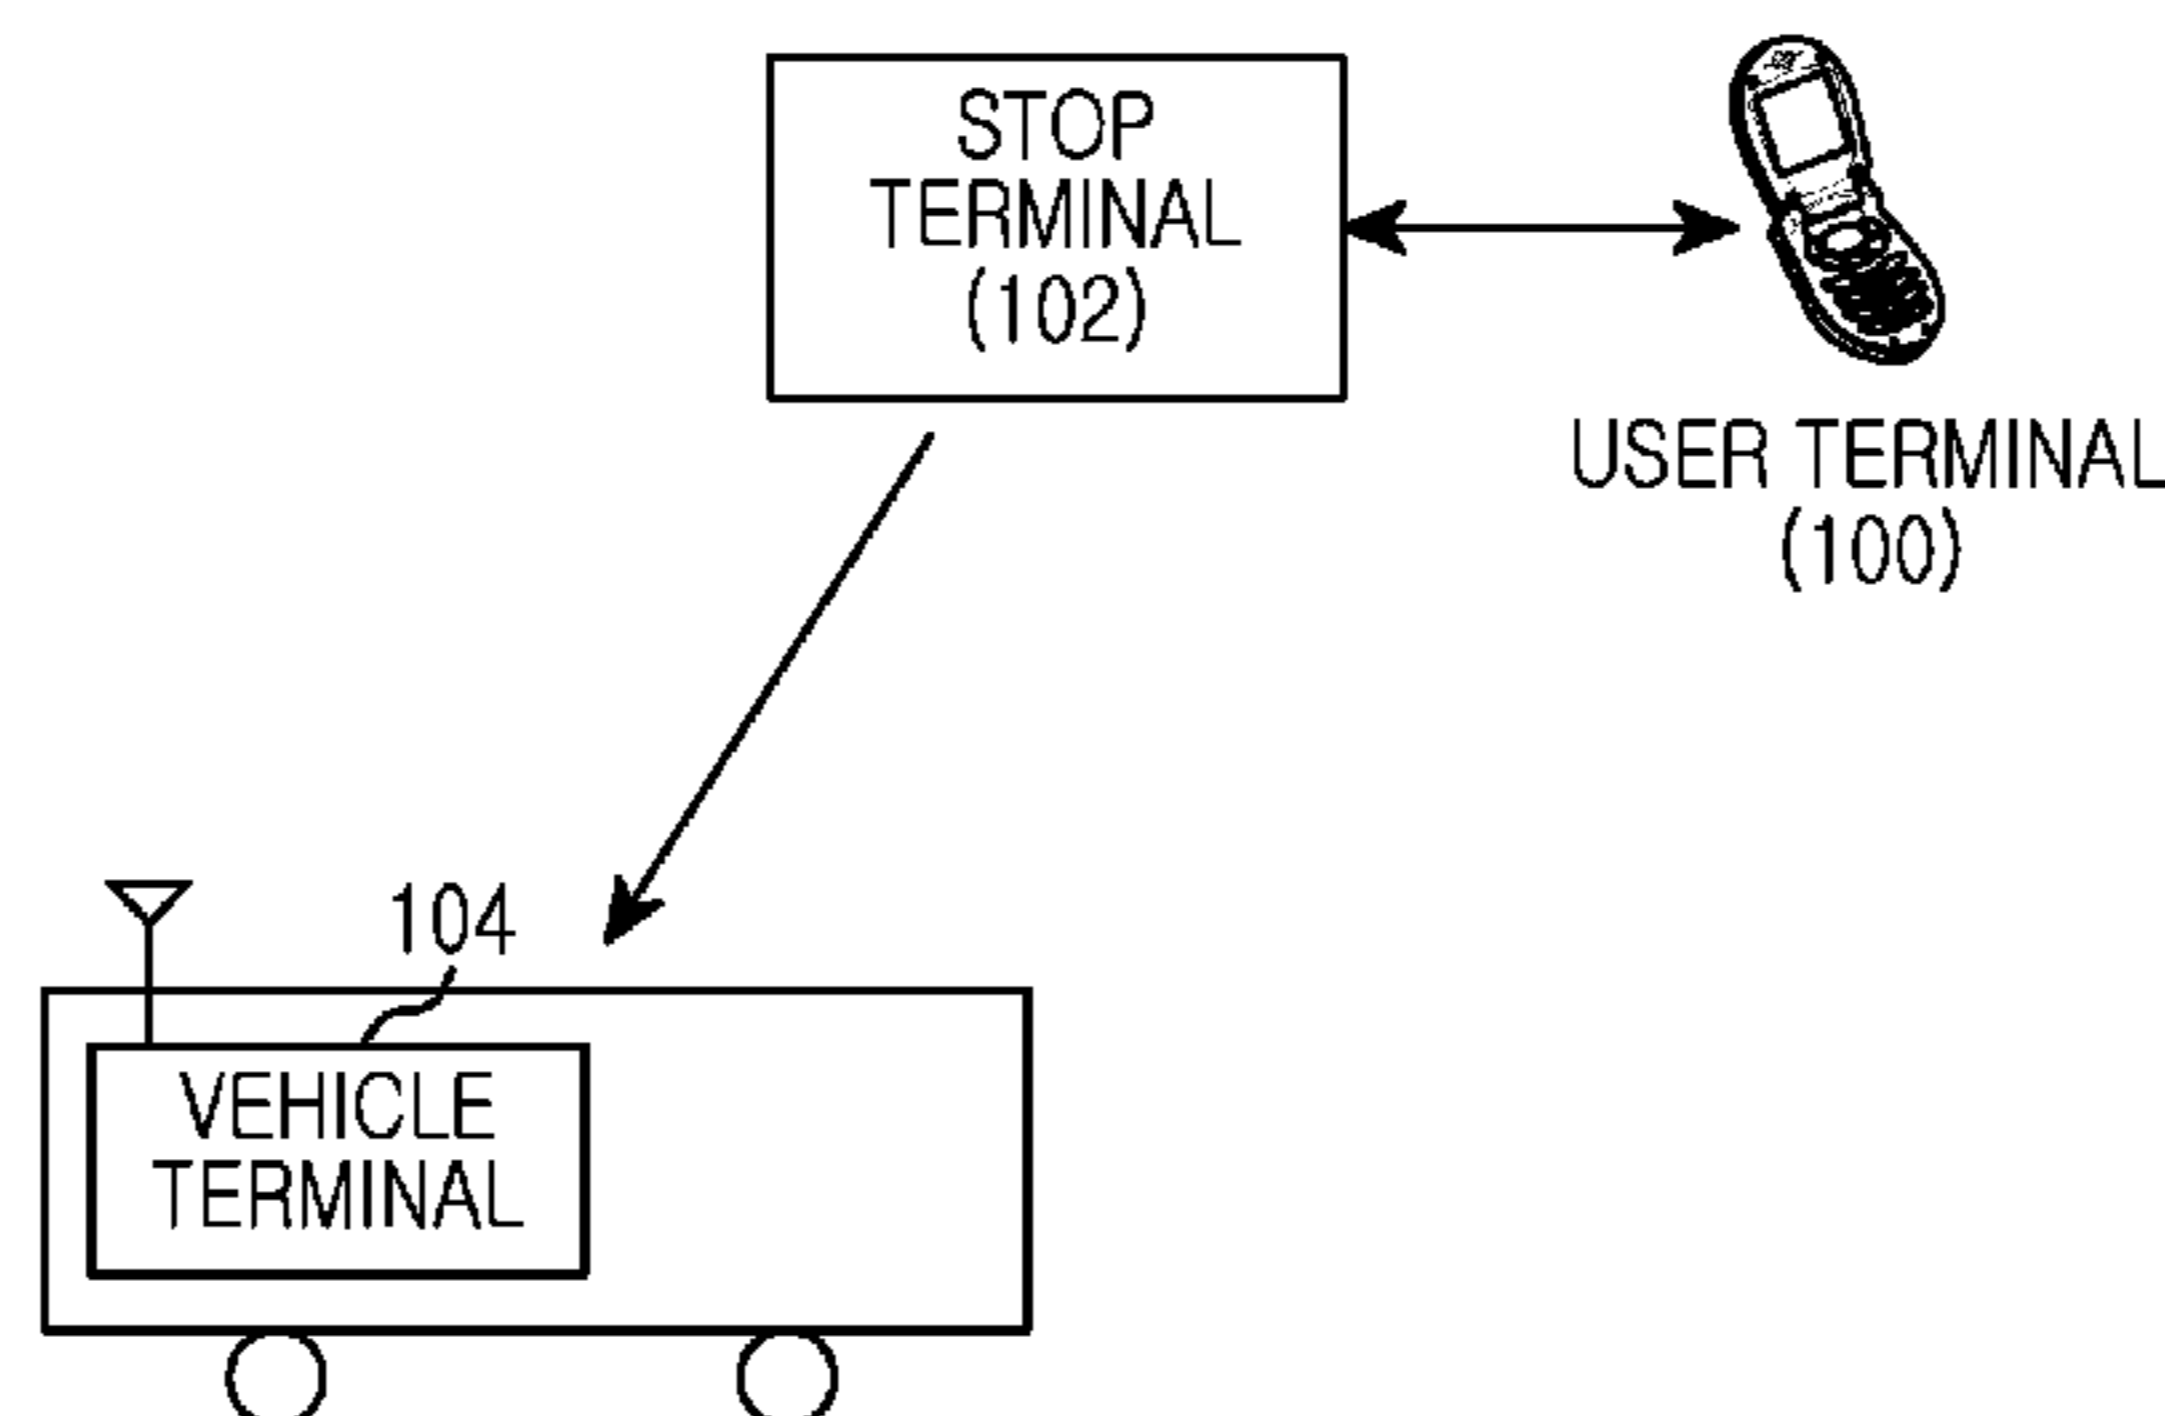 STOP
TERMINAL
(102)
USER TERMINAL
(100)
104
VEHICLE
TERMINAL